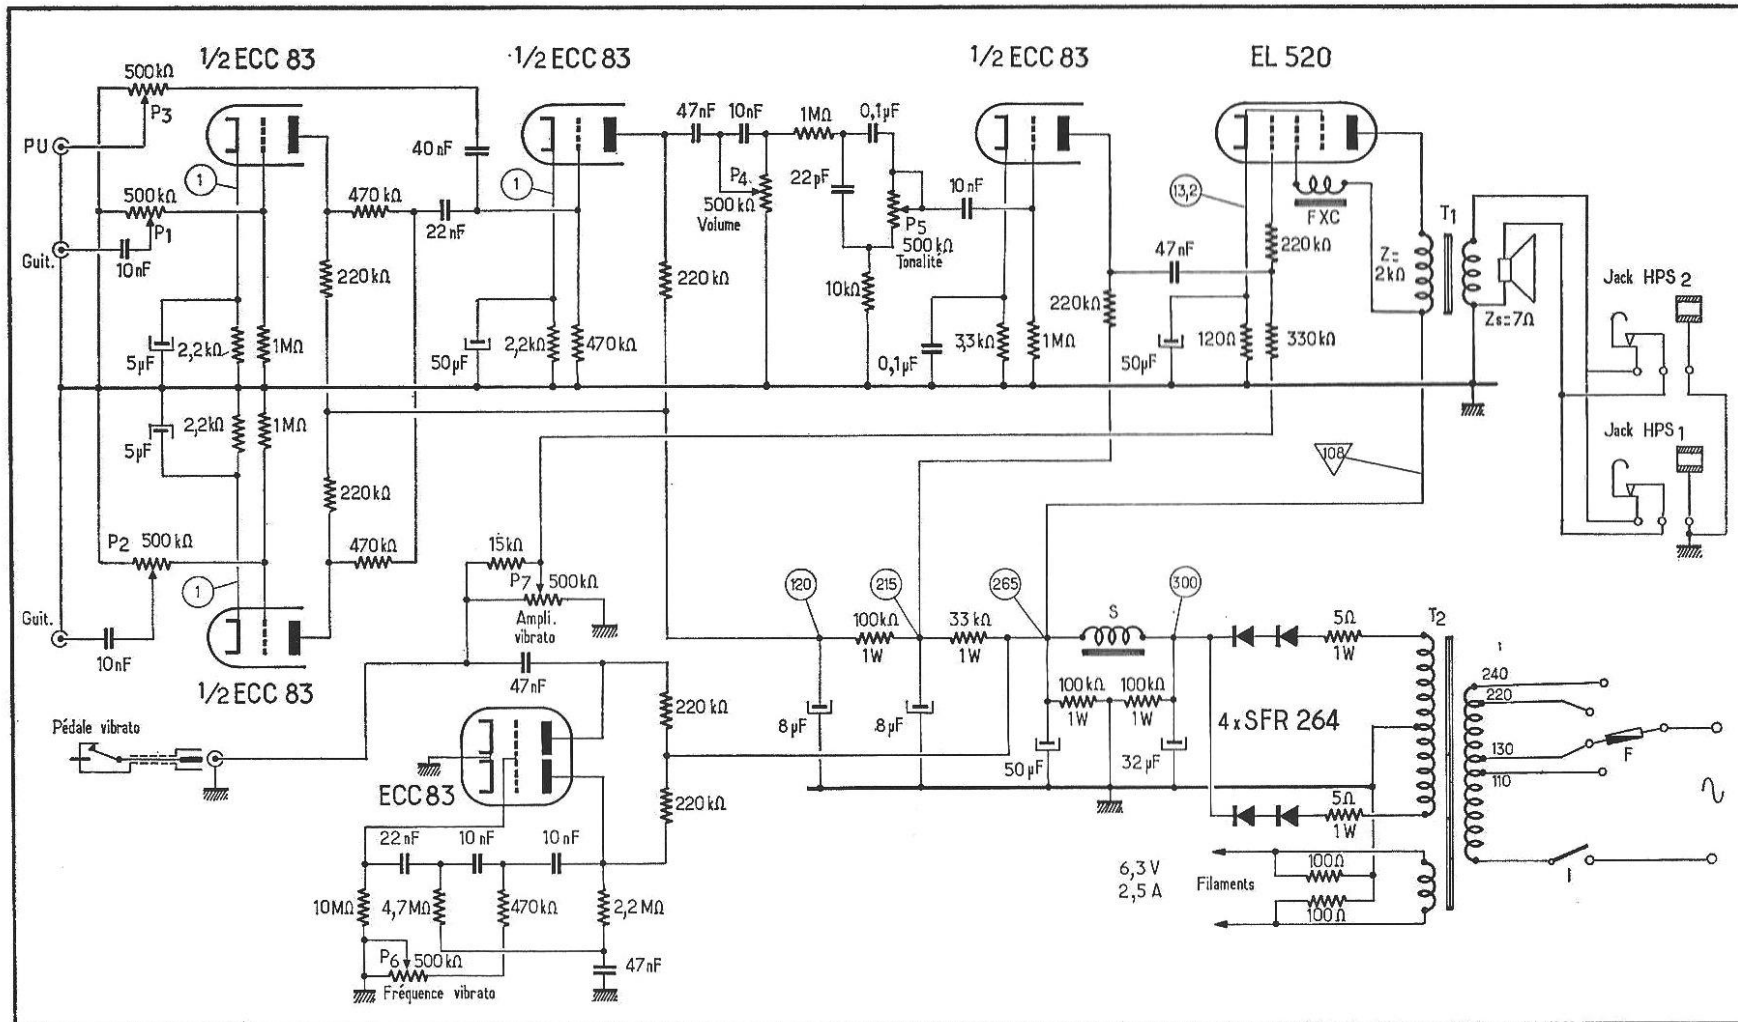 1/2 ECC 83
1/2 ECC 83
1/2 ECC 83
EL 520
500kΩ
P3
PU
1
500kΩ
P1
Guit.
10nF
40nF
470kΩ
22nF
220kΩ
5µF
2,2kΩ
1MΩ
1
50µF
2,2kΩ
470kΩ
220kΩ
47nF
10nF
P4
500kΩ
Volume
1MΩ
0,1µF
22pF
P5
500kΩ
Tonalité
10kΩ
10nF
0,1µF
3,3kΩ
1MΩ
220kΩ
47nF
13,2
FXC
220kΩ
50µF
120Ω
330kΩ
Z=
2kΩ
T1
Zs=7Ω
Jack HPS 2
5µF
2,2kΩ
1MΩ
220kΩ
470kΩ
P2
500kΩ
1
Guit.
10nF
1/2 ECC 83
108
Jack HPS 1
15kΩ
P7
500kΩ
Ampli.
vibrato
47nF
120
215
265
300
100kΩ
1W
33kΩ
1W
S
5Ω
1W
T2
8µF
8µF
100kΩ
1W
100kΩ
1W
50µF
32µF
4xSFR 264
5Ω
1W
240
220
130
110
F
I
Pédale vibrato
ECC 83
220kΩ
220kΩ
22nF
10nF
10nF
10MΩ
4,7MΩ
470kΩ
2,2MΩ
P6
500kΩ
47nF
Fréquence vibrato
6,3V
2,5A
Filaments
100Ω
100Ω